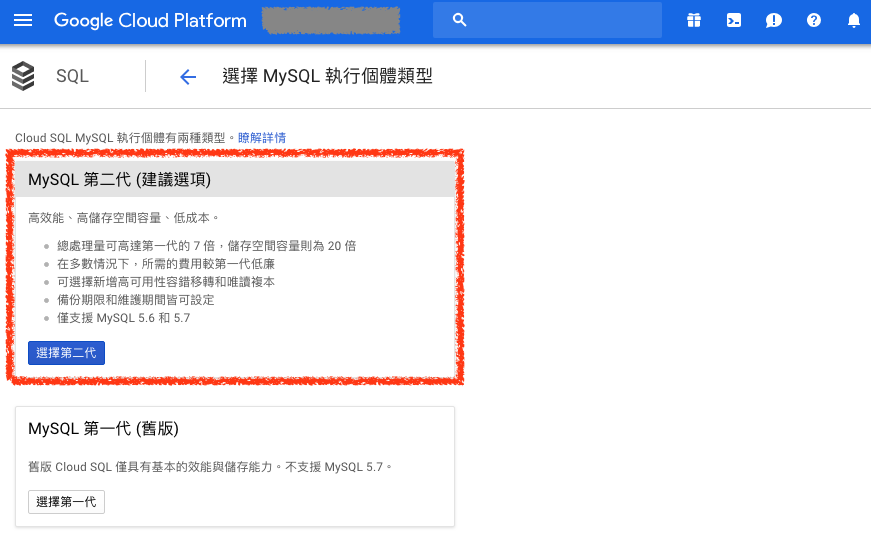 Google Cloud Platform
SQL
選擇 MySQL 執行個體類型
Cloud SQL MySQL 執行個體有兩種類型。瞭解詳情
MySQL 第二代 (建議選項)
高效能、高儲存空間容量、低成本。
總處理量可高達第一代的 7 倍，儲存空間容量則為 20 倍
在多數情況下，所需的費用較第一代低廉
可選擇新增高可用性容錯移轉和唯讀複本
備份期限和維護期間皆可設定
僅支援 MySQL 5.6 和 5.7
選擇第二代
MySQL 第一代 (舊版)
舊版 Cloud SQL 僅具有基本的效能與儲存能力。不支援 MySQL 5.7。
選擇第一代